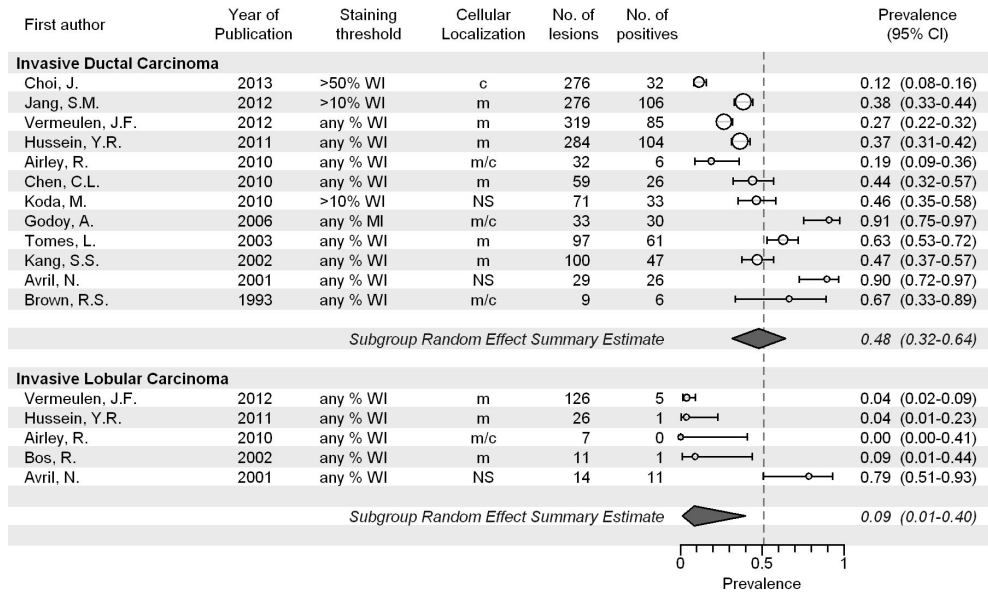 First author Year of Publication Staining threshold Cellular Localization No. of lesions No. of positives Prevalence (95% CI)
Invasive Ductal Carcinoma
Choi, J. 2013 >50% WI c 276 32 0.12 (0.08-0.16)
Jang, S.M. 2012 >10% WI m 276 106 0.38 (0.33-0.44)
Vermeulen, J.F. 2012 any % WI m 319 85 0.27 (0.22-0.32)
Hussein, Y.R. 2011 any % WI m 284 104 0.37 (0.31-0.42)
Airley, R. 2010 any % WI m/c 32 6 0.19 (0.09-0.36)
Chen, C.L. 2010 any % WI m 59 26 0.44 (0.32-0.57)
Koda, M. 2010 >10% WI NS 71 33 0.46 (0.35-0.58)
Godoy, A. 2006 any % MI m/c 33 30 0.91 (0.75-0.97)
Tomes, L. 2003 any % WI m 97 61 0.63 (0.53-0.72)
Kang, S.S. 2002 any % WI m 100 47 0.47 (0.37-0.57)
Avril, N. 2001 any % WI NS 29 26 0.90 (0.72-0.97)
Brown, R.S. 1993 any % WI m/c 9 6 0.67 (0.33-0.89)
Subgroup Random Effect Summary Estimate 0.48 (0.32-0.64)
Invasive Lobular Carcinoma
Vermeulen, J.F. 2012 any % WI m 126 5 0.04 (0.02-0.09)
Hussein, Y.R. 2011 any % WI m 26 1 0.04 (0.01-0.23)
Airley, R. 2010 any % WI m/c 7 0 0.00 (0.00-0.41)
Bos, R. 2002 any % WI m 11 1 0.09 (0.01-0.44)
Avril, N. 2001 any % WI NS 14 11 0.79 (0.51-0.93)
Subgroup Random Effect Summary Estimate 0.09 (0.01-0.40)
0 0.5 1
Prevalence